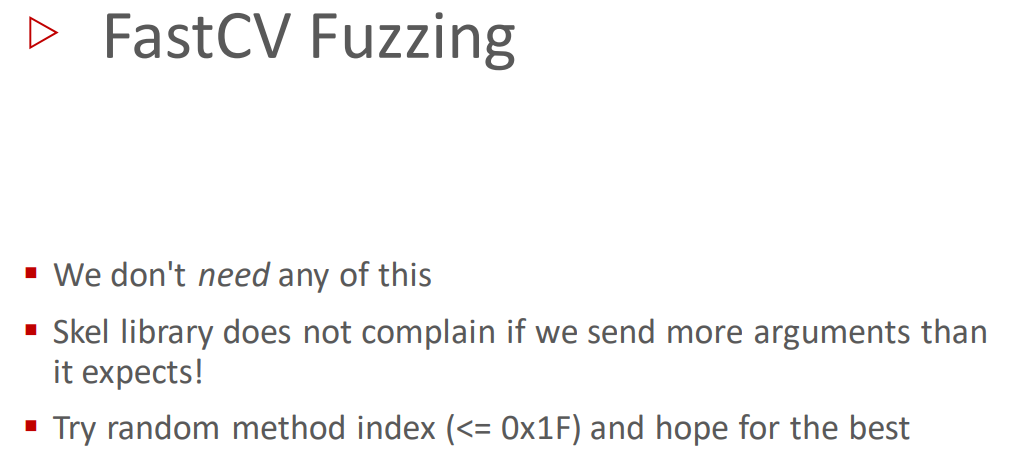 FastCV Fuzzing
We don't need any of this
Skel library does not complain if we send more arguments than
it expects!
Try random method index (<= 0x1F) and hope for the best